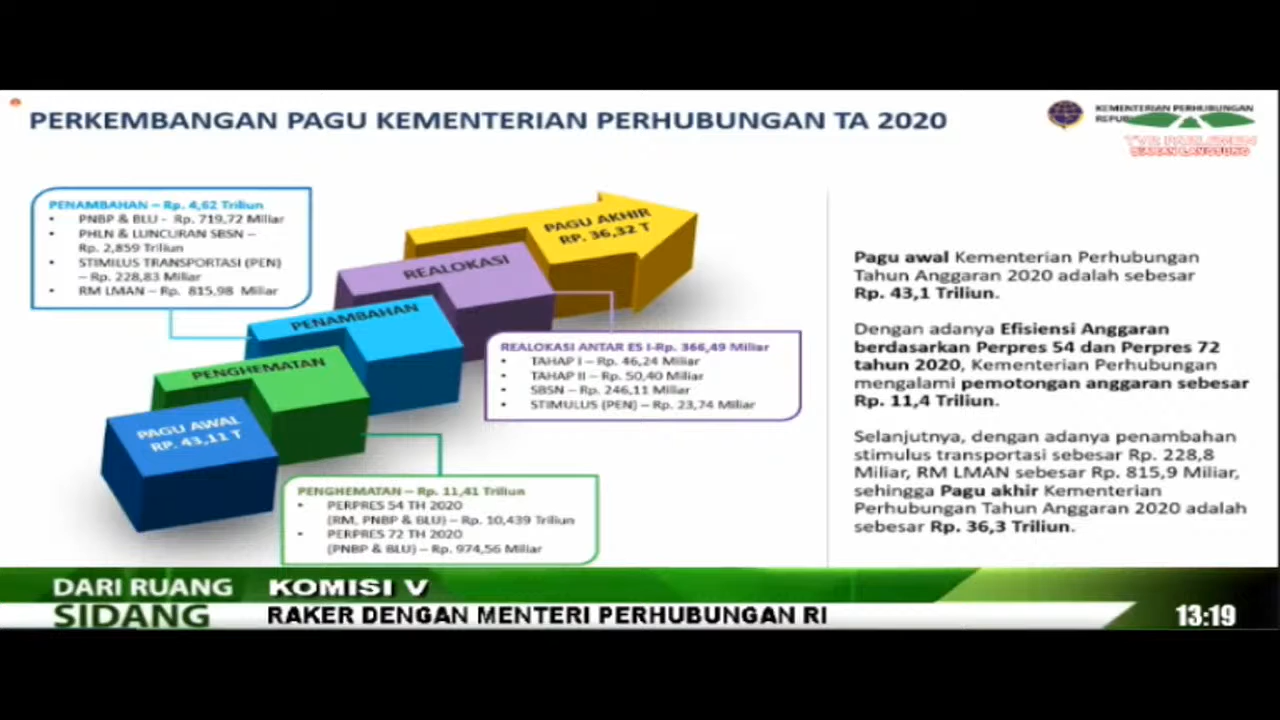 PERKEMBANGAN PAGU KEMENTERIAN PERHUBUNGAN TA 2020
KEMENTERIAN PERHUBUNGAN
TVR PARLEMEN
SIARAN LANGSUNG
PENAMBAHAN – Rp. 4,62 Triliun
• PNBP & BLU - Rp. 719,72 Miliar
• PHLN & LUNCURAN SBSN –
Rp. 2,859 Triliun
• STIMULUS TRANSPORTASI (PEN)
– Rp. 228,83 Miliar
• RM LMAN – Rp. 815,98 Miliar
PAGU AKHIR
RP. 36,32 T
REALOKASI
PENAMBAHAN
PENGHEMATAN
PAGU AWAL
RP. 43,11 T
REALOKASI ANTAR ES I-Rp. 366,49 Miliar
• TAHAP I – Rp. 46,24 Miliar
• TAHAP II – Rp. 50,40 Miliar
• SBSN – Rp. 246,11 Miliar
• STIMULUS (PEN) – Rp. 23,74 Miliar
PENGHEMATAN – Rp. 11,41 Triliun
• PERPRES 54 TH 2020
(RM, PNBP & BLU) – Rp. 10,439 Triliun
• PERPRES 72 TH 2020
(PNBP & BLU) – Rp. 974,56 Miliar
Pagu awal Kementerian Perhubungan
Tahun Anggaran 2020 adalah sebesar
Rp. 43,1 Triliun.
Dengan adanya Efisiensi Anggaran
berdasarkan Perpres 54 dan Perpres 72
tahun 2020, Kementerian Perhubungan
mengalami pemotongan anggaran sebesar
Rp. 11,4 Triliun.
Selanjutnya, dengan adanya penambahan
stimulus transportasi sebesar Rp. 228,8
Miliar, RM LMAN sebesar Rp. 815,9 Miliar,
sehingga Pagu akhir Kementerian
Perhubungan Tahun Anggaran 2020 adalah
sebesar Rp. 36,3 Triliun.
DARI RUANG
SIDANG
KOMISI V
RAKER DENGAN MENTERI PERHUBUNGAN RI
13:19